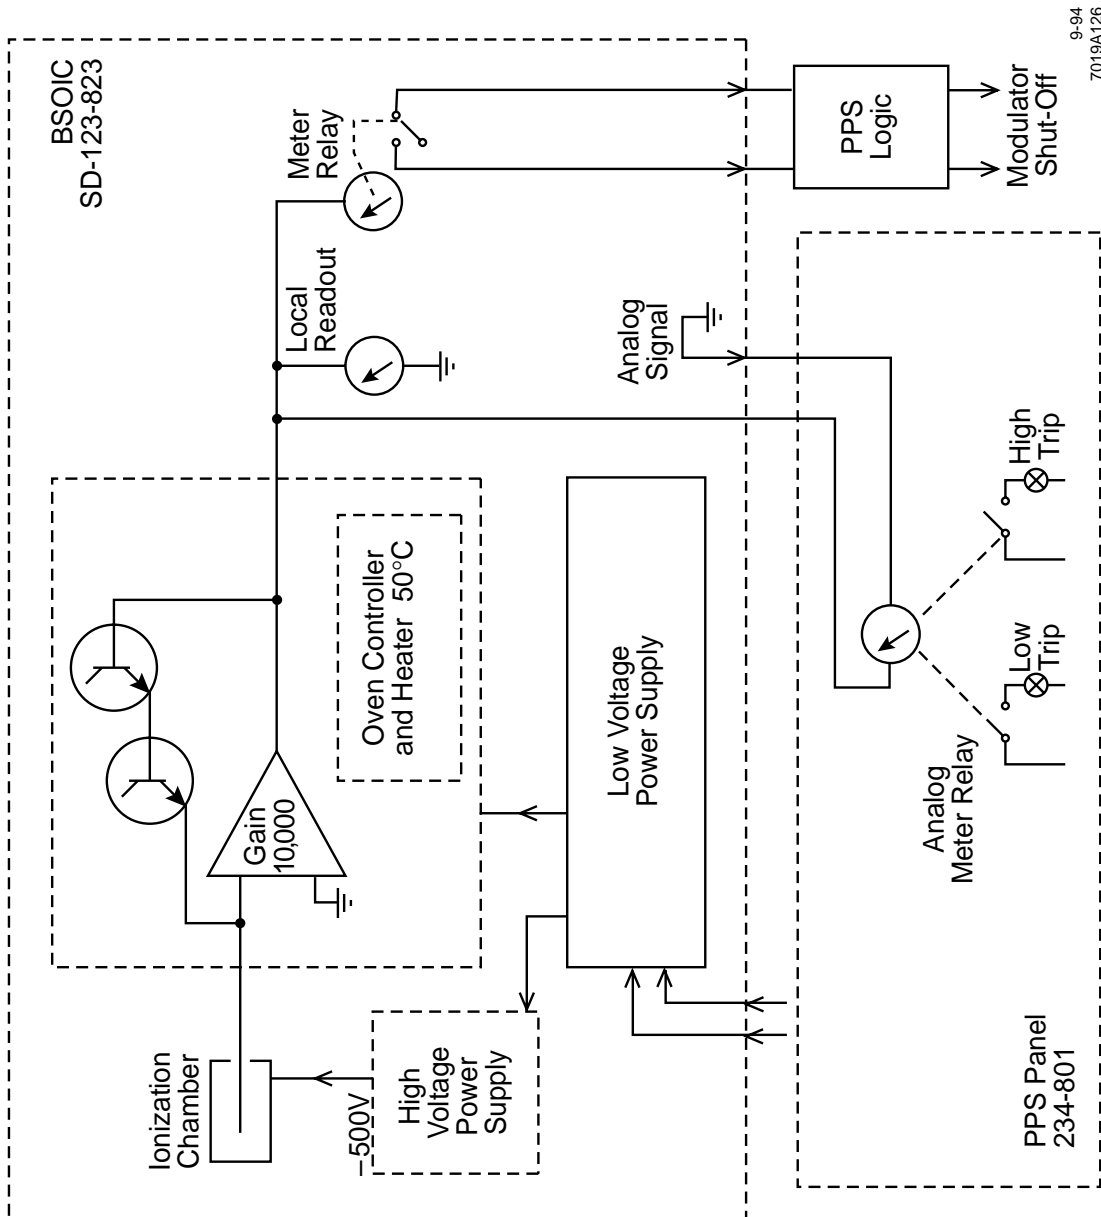 BSOIC
SD-123-823
Ionization
Chamber
–500V
High
Voltage
Power
Supply
Gain
10,000
Oven Controller
and Heater 50°C
Local
Readout
Meter
Relay
Low Voltage
Power Supply
Analog
Signal
PPS
Logic
Modulator
Shut-Off
PPS Panel
234-801
Analog
Meter Relay
Low
Trip
High
Trip
9-94
7019A126